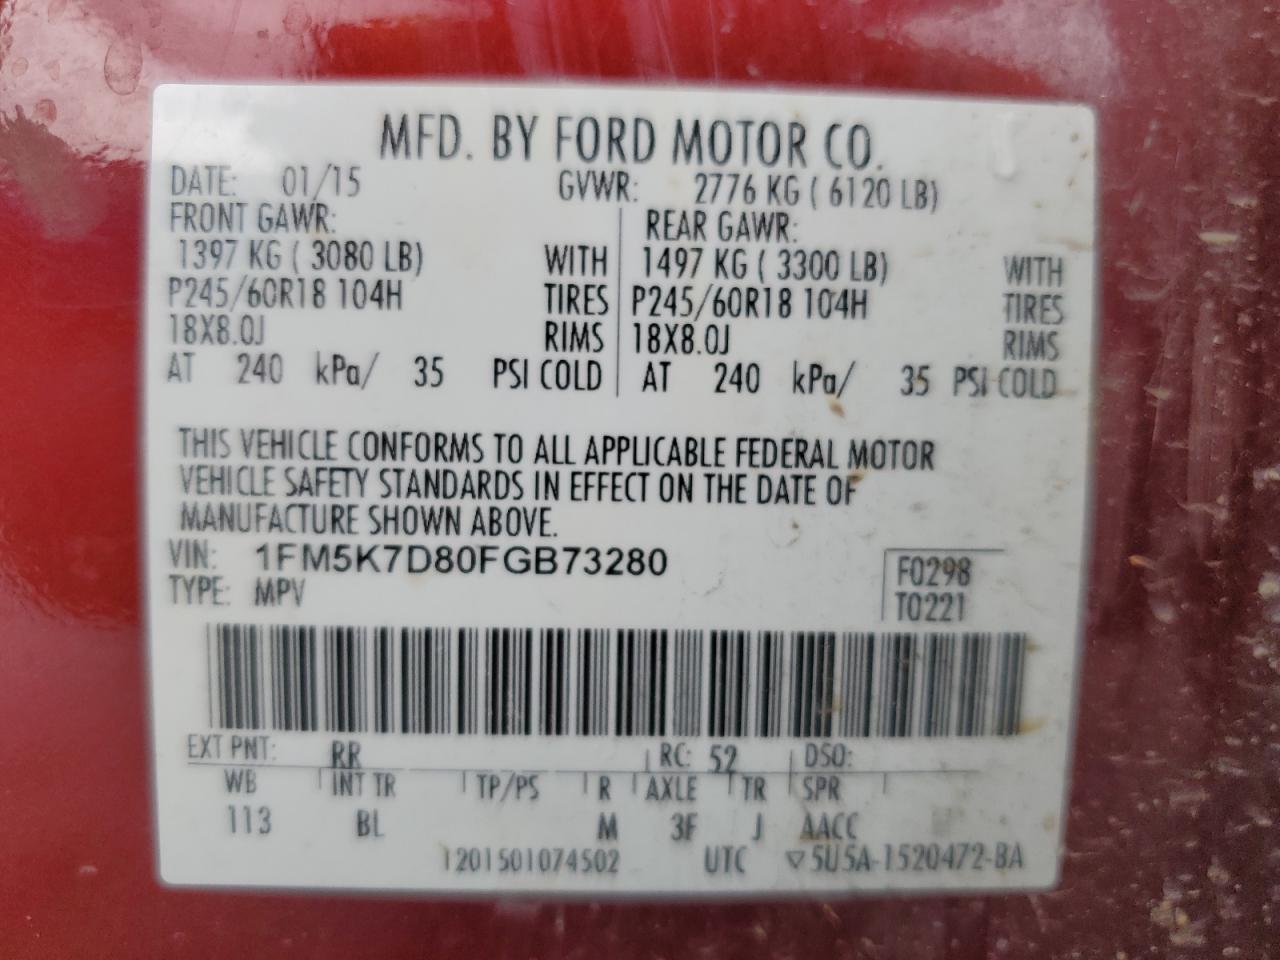 MFD. BY FORD MOTOR CO.
DATE: 01/15 GVWR: 2776 KG ( 6120 LB)
FRONT GAWR: REAR GAWR:
1397 KG ( 3080 LB) WITH 1497 KG ( 3300 LB) WITH
P245/60R18 104H TIRES P245/60R18 104H TIRES
18X8.0J RIMS 18X8.0J RIMS
AT 240 kPa/ 35 PSI COLD AT 240 kPa/ 35 PSI COLD
THIS VEHICLE CONFORMS TO ALL APPLICABLE FEDERAL MOTOR
VEHICLE SAFETY STANDARDS IN EFFECT ON THE DATE OF
MANUFACTURE SHOWN ABOVE.
VIN: 1FM5K7D80FGB73280 F0298
TYPE: MPV T0221
EXT PNT: RR RC: 52 DSO:
WB INT TR TP/PS R AXLE TR SPR
113 BL M 3F J AACC
1201501074502 UTC ▽5U5A-1520472-BA